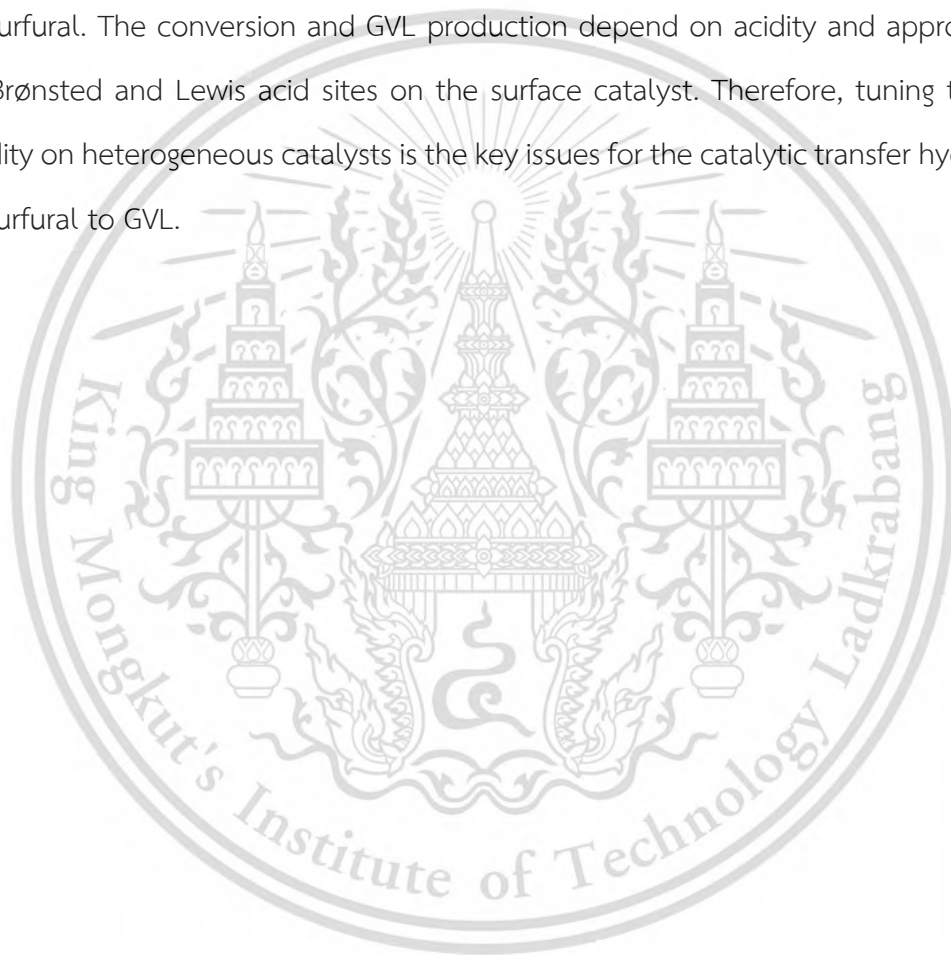 urfural. The conversion and GVL production depend on acidity and appro
Brønsted and Lewis acid sites on the surface catalyst. Therefore, tuning t
lity on heterogeneous catalysts is the key issues for the catalytic transfer hy
urfural to GVL.
King Mongkut's Institute of Technology Ladkrabang